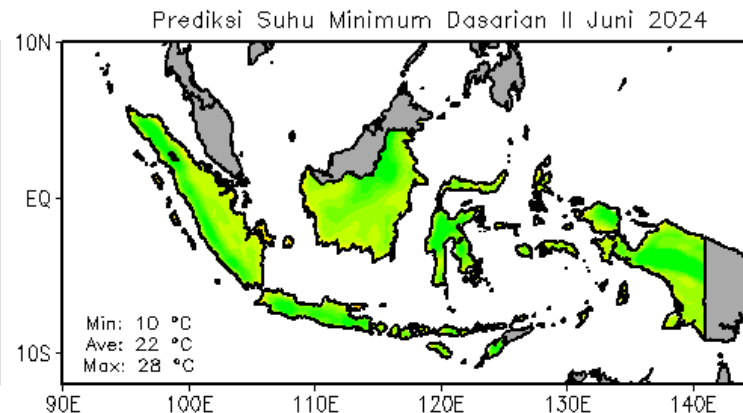 Prediksi Suhu Minimum Dasarian II Juni 2024
10N
EQ
10S
Min: 10 °C
Ave: 22 °C
Max: 28 °C
90E 100E 110E 120E 130E 140E